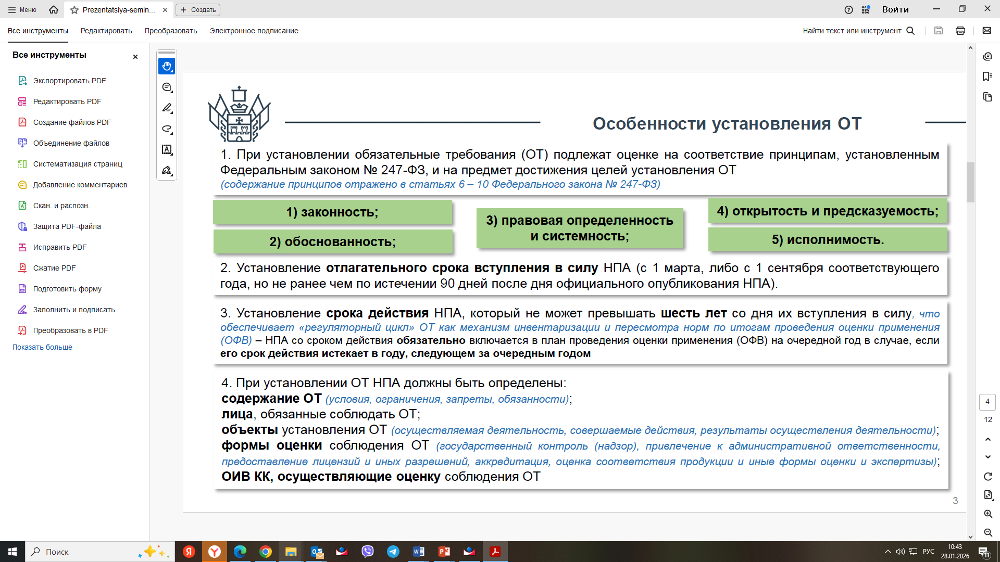 Меню
Prezentatsiya-semin...
Создать
Войти
Все инструменты
Редактировать
Преобразовать
Электронное подписание
Найти текст или инструмент
Все инструменты
Экспортировать PDF
Редактировать PDF
Создание файлов PDF
Объединение файлов
Систематизация страниц
Добавление комментариев
Скан. и распозн.
Защита PDF-файла
Исправить PDF
Сжатие PDF
Подготовить форму
Заполнить и подписать
Преобразовать в PDF
Показать больше
Особенности установления ОТ
1. При установлении обязательные требования (ОТ) подлежат оценке на соответствие принципам, установленным
Федеральным законом № 247-ФЗ, и на предмет достижения целей установления ОТ
(содержание принципов отражено в статьях 6 – 10 Федерального закона № 247-ФЗ)
1) законность;
2) обоснованность;
3) правовая определенность
и системность;
4) открытость и предсказуемость;
5) исполнимость.
2. Установление отлагательного срока вступления в силу НПА (с 1 марта, либо с 1 сентября соответствующего
года, но не ранее чем по истечении 90 дней после дня официального опубликования НПА).
3. Установление срока действия НПА, который не может превышать шесть лет со дня их вступления в силу, что
обеспечивает «регуляторный цикл» ОТ как механизм инвентаризации и пересмотра норм по итогам проведения оценки применения
(ОФВ) – НПА со сроком действия обязательно включается в план проведения оценки применения (ОФВ) на очередной год в случае, если
его срок действия истекает в году, следующем за очередным годом
4. При установлении ОТ НПА должны быть определены:
содержание ОТ (условия, ограничения, запреты, обязанности);
лица, обязанные соблюдать ОТ;
объекты установления ОТ (осуществляемая деятельность, совершаемые действия, результаты осуществления деятельности);
формы оценки соблюдения ОТ (государственный контроль (надзор), привлечение к административной ответственности,
предоставление лицензий и иных разрешений, аккредитация, оценка соответствия продукции и иные формы оценки и экспертизы);
ОИВ КК, осуществляющие оценку соблюдения ОТ
3
4
12
Поиск
РУС
10:43
28.01.2026
11